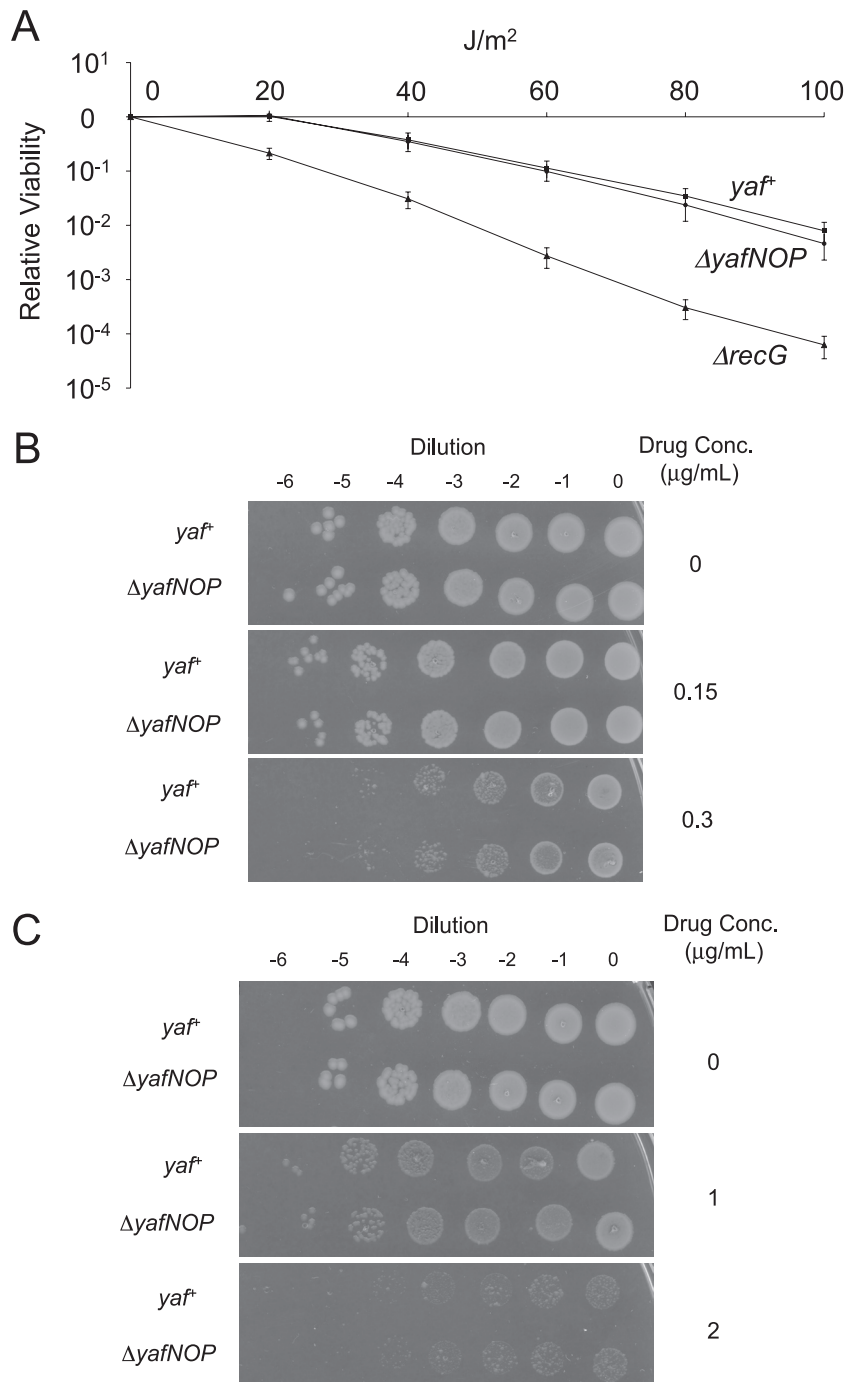 A
J/m²
10¹
0 20 40 60 80 100
0
10⁻¹
10⁻²
10⁻³
10⁻⁴
10⁻⁵
Relative Viability
yaf⁺
ΔyafNOP
ΔrecG
B
Dilution
Drug Conc.
(μg/mL)
-6 -5 -4 -3 -2 -1 0
yaf⁺
ΔyafNOP
0
yaf⁺
ΔyafNOP
0.15
yaf⁺
ΔyafNOP
0.3
C
Dilution
Drug Conc.
(μg/mL)
-6 -5 -4 -3 -2 -1 0
yaf⁺
ΔyafNOP
0
yaf⁺
ΔyafNOP
1
yaf⁺
ΔyafNOP
2